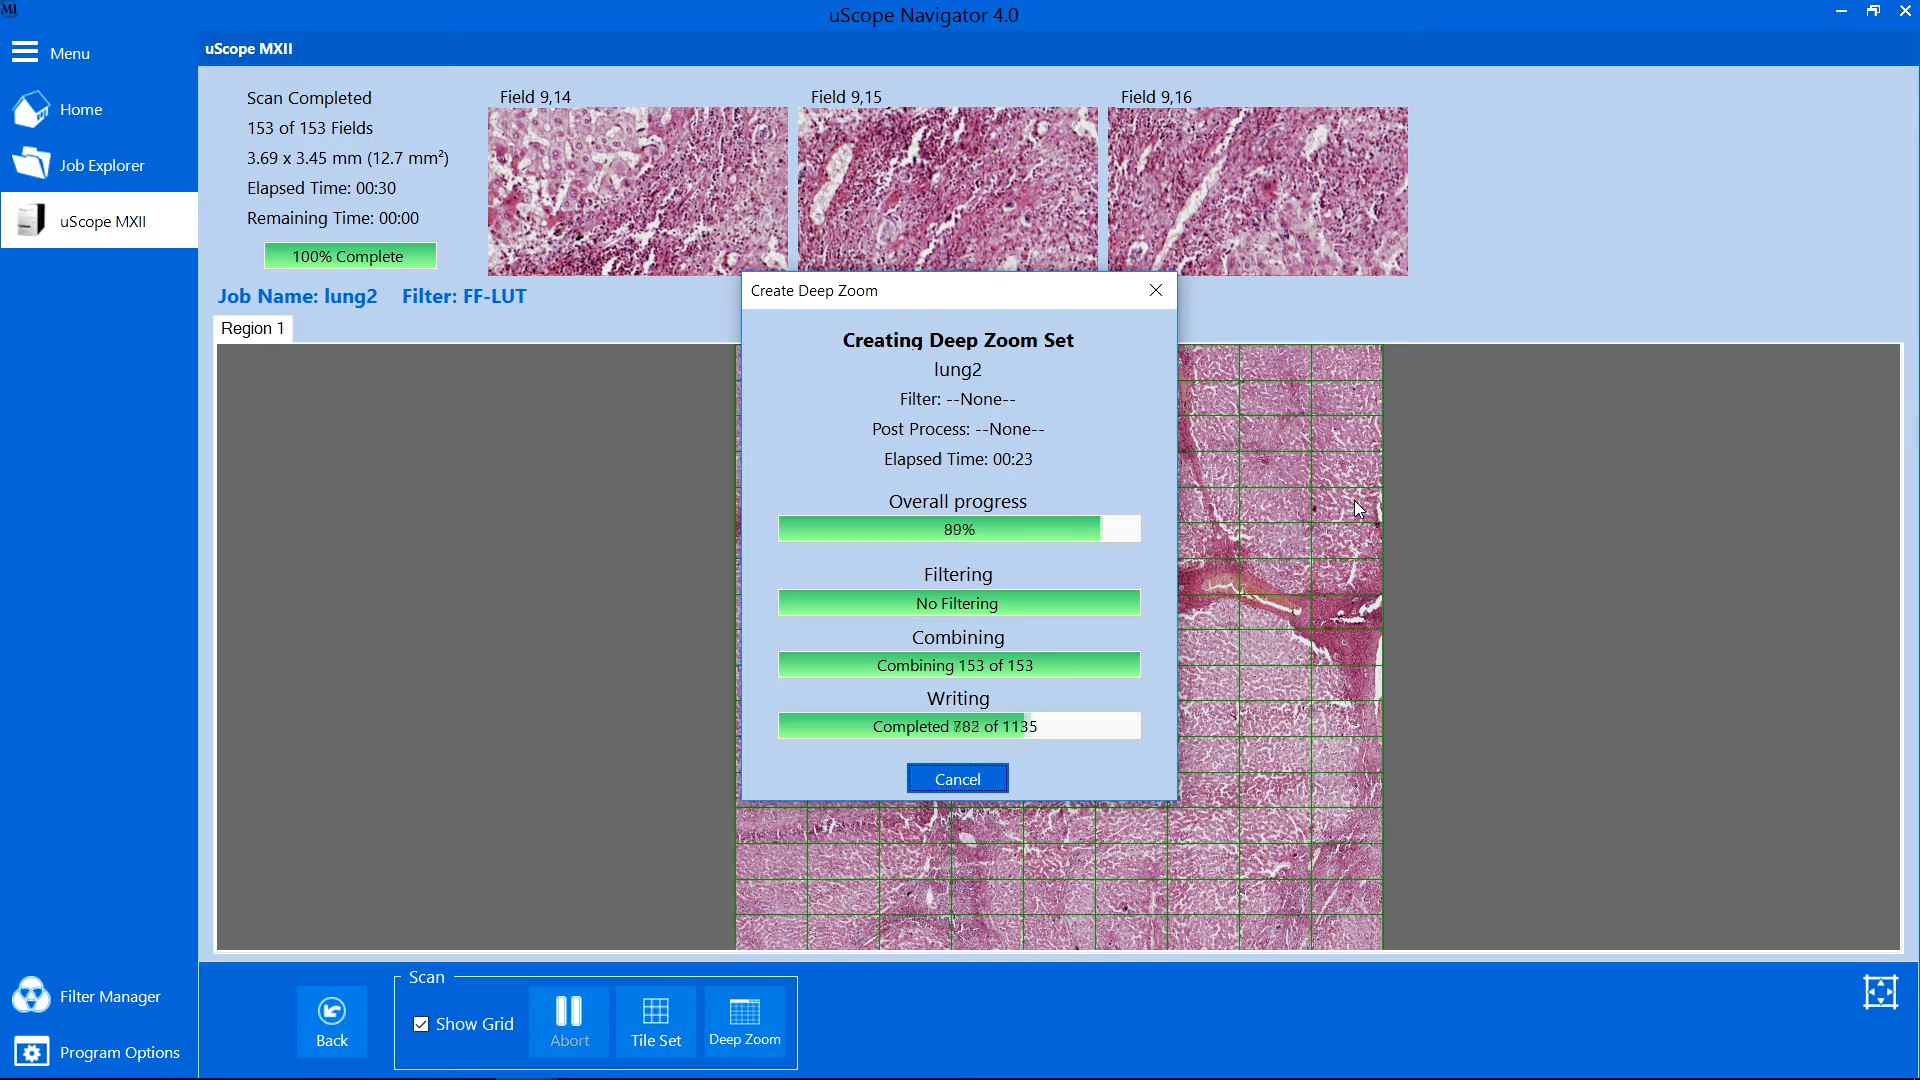 uScope Navigator 4.0
Menu
uScope MXII
Home
Job Explorer
uScope MXII
Scan Completed
153 of 153 Fields
3.69 x 3.45 mm (12.7 mm²)
Elapsed Time: 00:30
Remaining Time: 00:00
100% Complete
Field 9,14
Field 9,15
Field 9,16
Job Name: lung2 Filter: FF-LUT
Region 1
Create Deep Zoom
Creating Deep Zoom Set
lung2
Filter: --None--
Post Process: --None--
Elapsed Time: 00:23
Overall progress
89%
Filtering
No Filtering
Combining
Combining 153 of 153
Writing
Completed of 1135
Cancel
Filter Manager
Program Options
Back
Scan
Show Grid
Abort
Tile Set
Deep Zoom